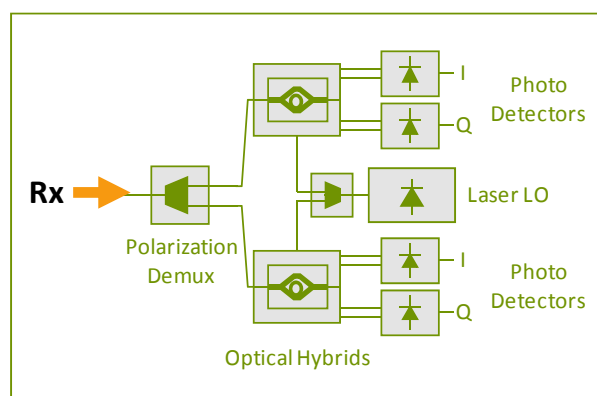 I
Photo
Detectors
Q
Rx
Laser LO
Polarization
Demux
I
Photo
Detectors
Q
Optical Hybrids